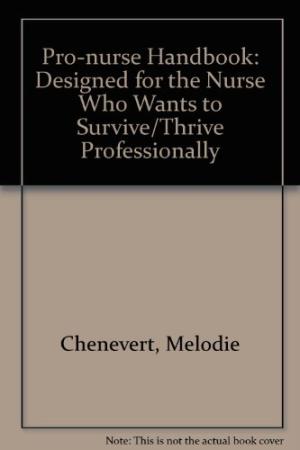 Pro-nurse Handbook:
Designed for the Nurse
Who Wants to
Survive/Thrive
Professionally
Chenevert, Melodie
Note: This is not the actual book cover